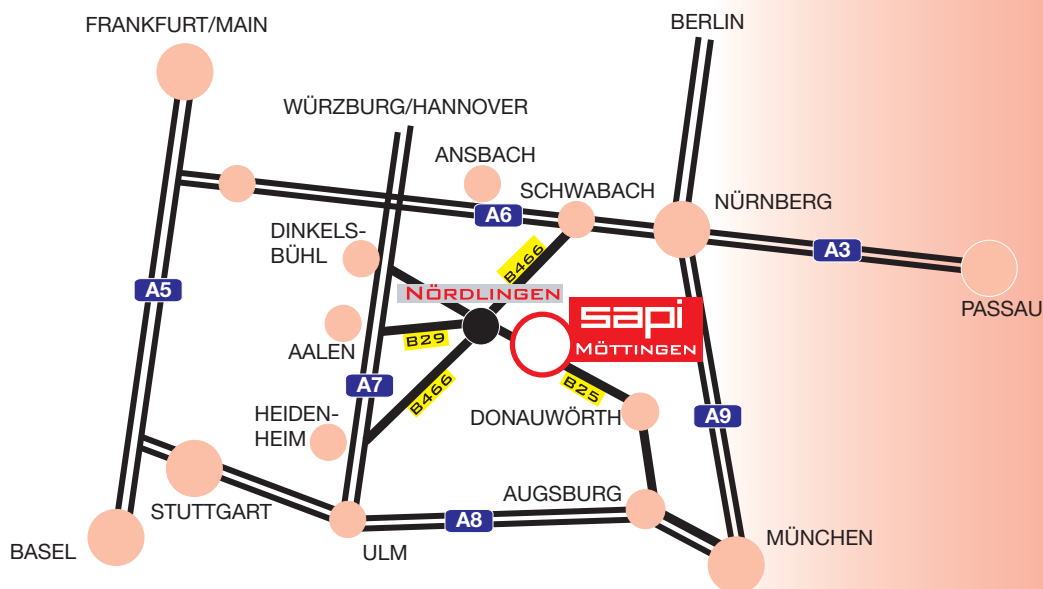 BERLIN
FRANKFURT/MAIN
WÜRZBURG/HANNOVER
ANSBACH
SCHWABACH
NÜRNBERG
A6
DINKELS-
BÜHL
A3
B466
A5
NÖRDLINGEN
PASSAU
sapi
MÖTTINGEN
AALEN
B29
A7
B466
B25
HEIDEN-
HEIM
DONAUWÖRTH
A9
STUTTGART
AUGSBURG
A8
BASEL
ULM
MÜNCHEN